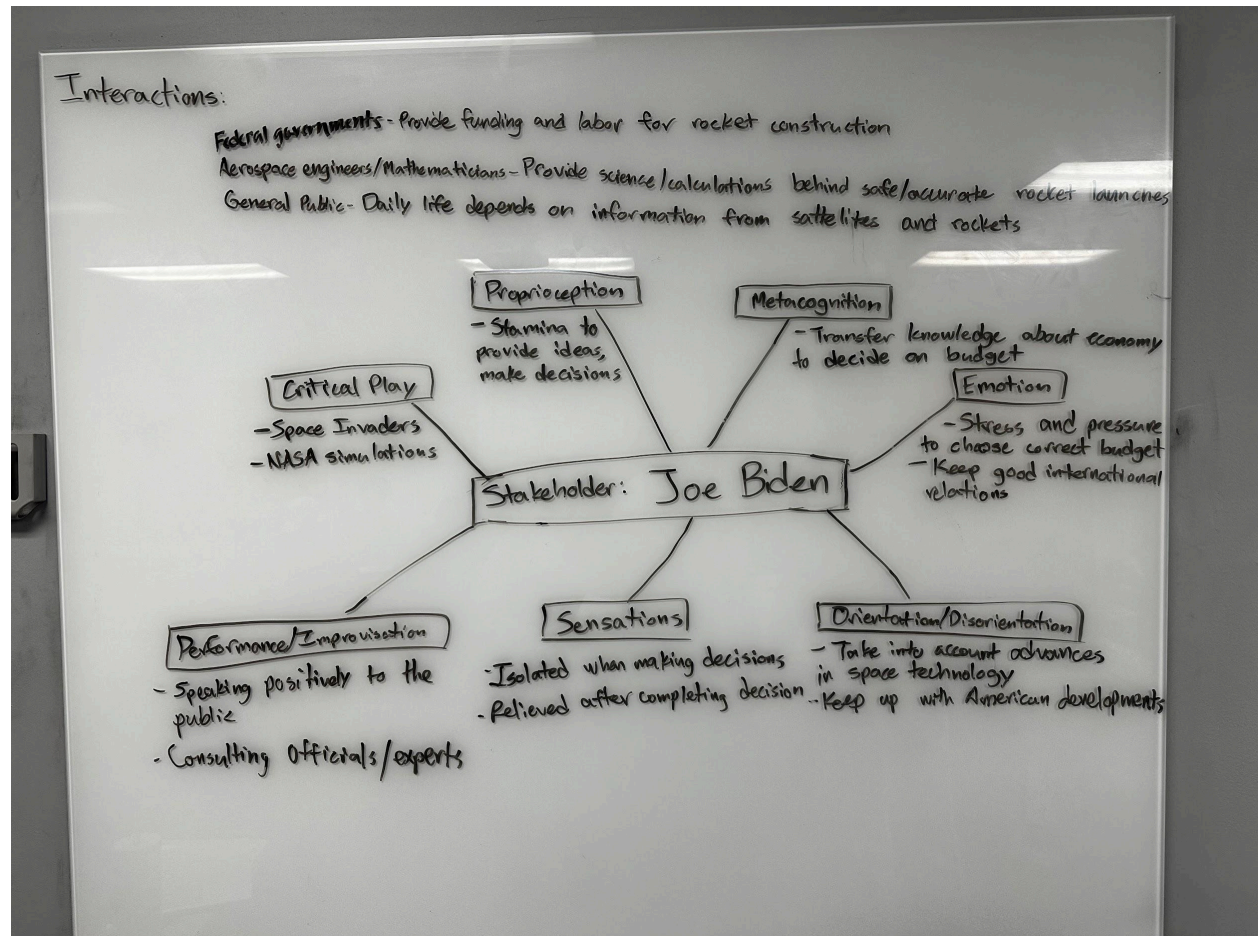 Interactions:
Federal governments - Provide funding and labor for rocket construction
Aerospace engineers/Mathematicians - Provide science/calculations behind safe/accurate rocket launches
General Public - Daily life depends on information from sattelites and rockets
Proprioception
- Stamina to
provide ideas,
make decisions
Metacognition
- Transfer knowledge about economy
to decide on budget
Critical Play
- Space Invaders
- NASA simulations
Emotion
- Stress and pressure
to choose correct budget
- Keep good international
relations
Stakeholder: Joe Biden
Performance/Improvisation
- Speaking positively to the
public
- Consulting Officials/experts
Sensations
- Isolated when making decisions
- Relieved after completing decision
Orientation/Disorientation
- Take into account advances
in space technology
- Keep up with American developments